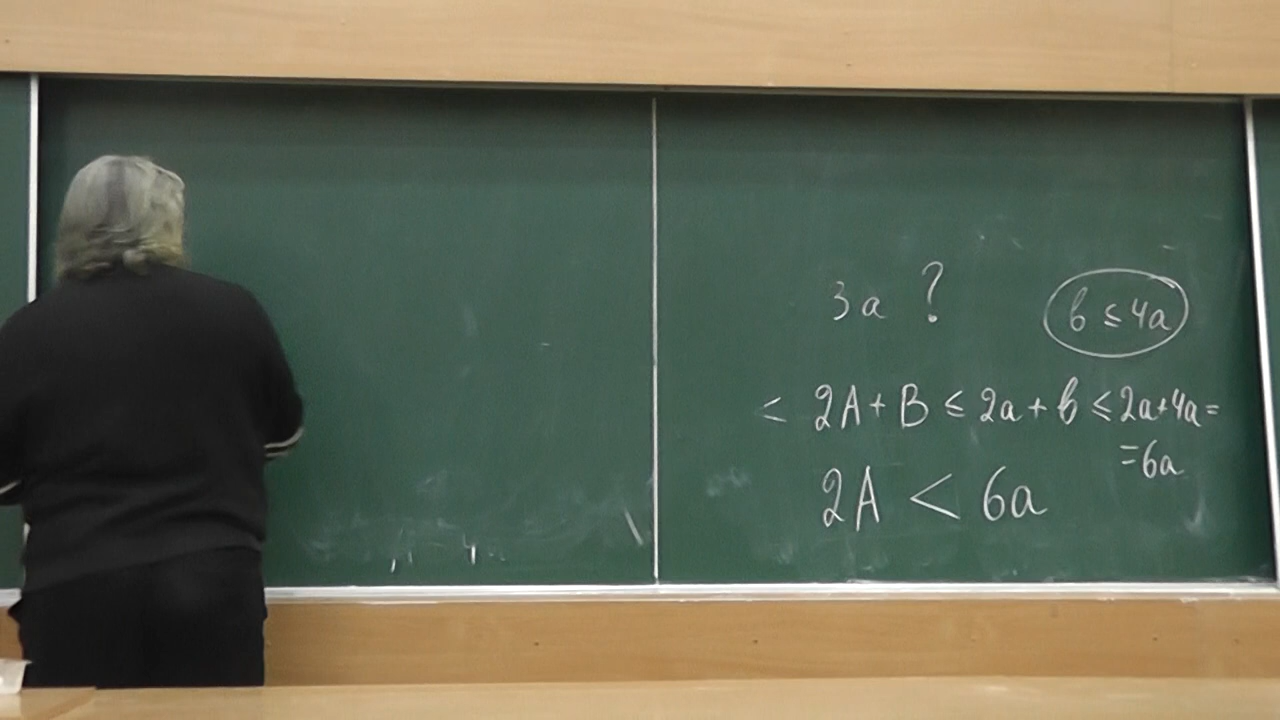 3a ? b ≤ 4a
< 2A + B ≤ 2a + b ≤ 2a + 4a =
= 6a
2A < 6a